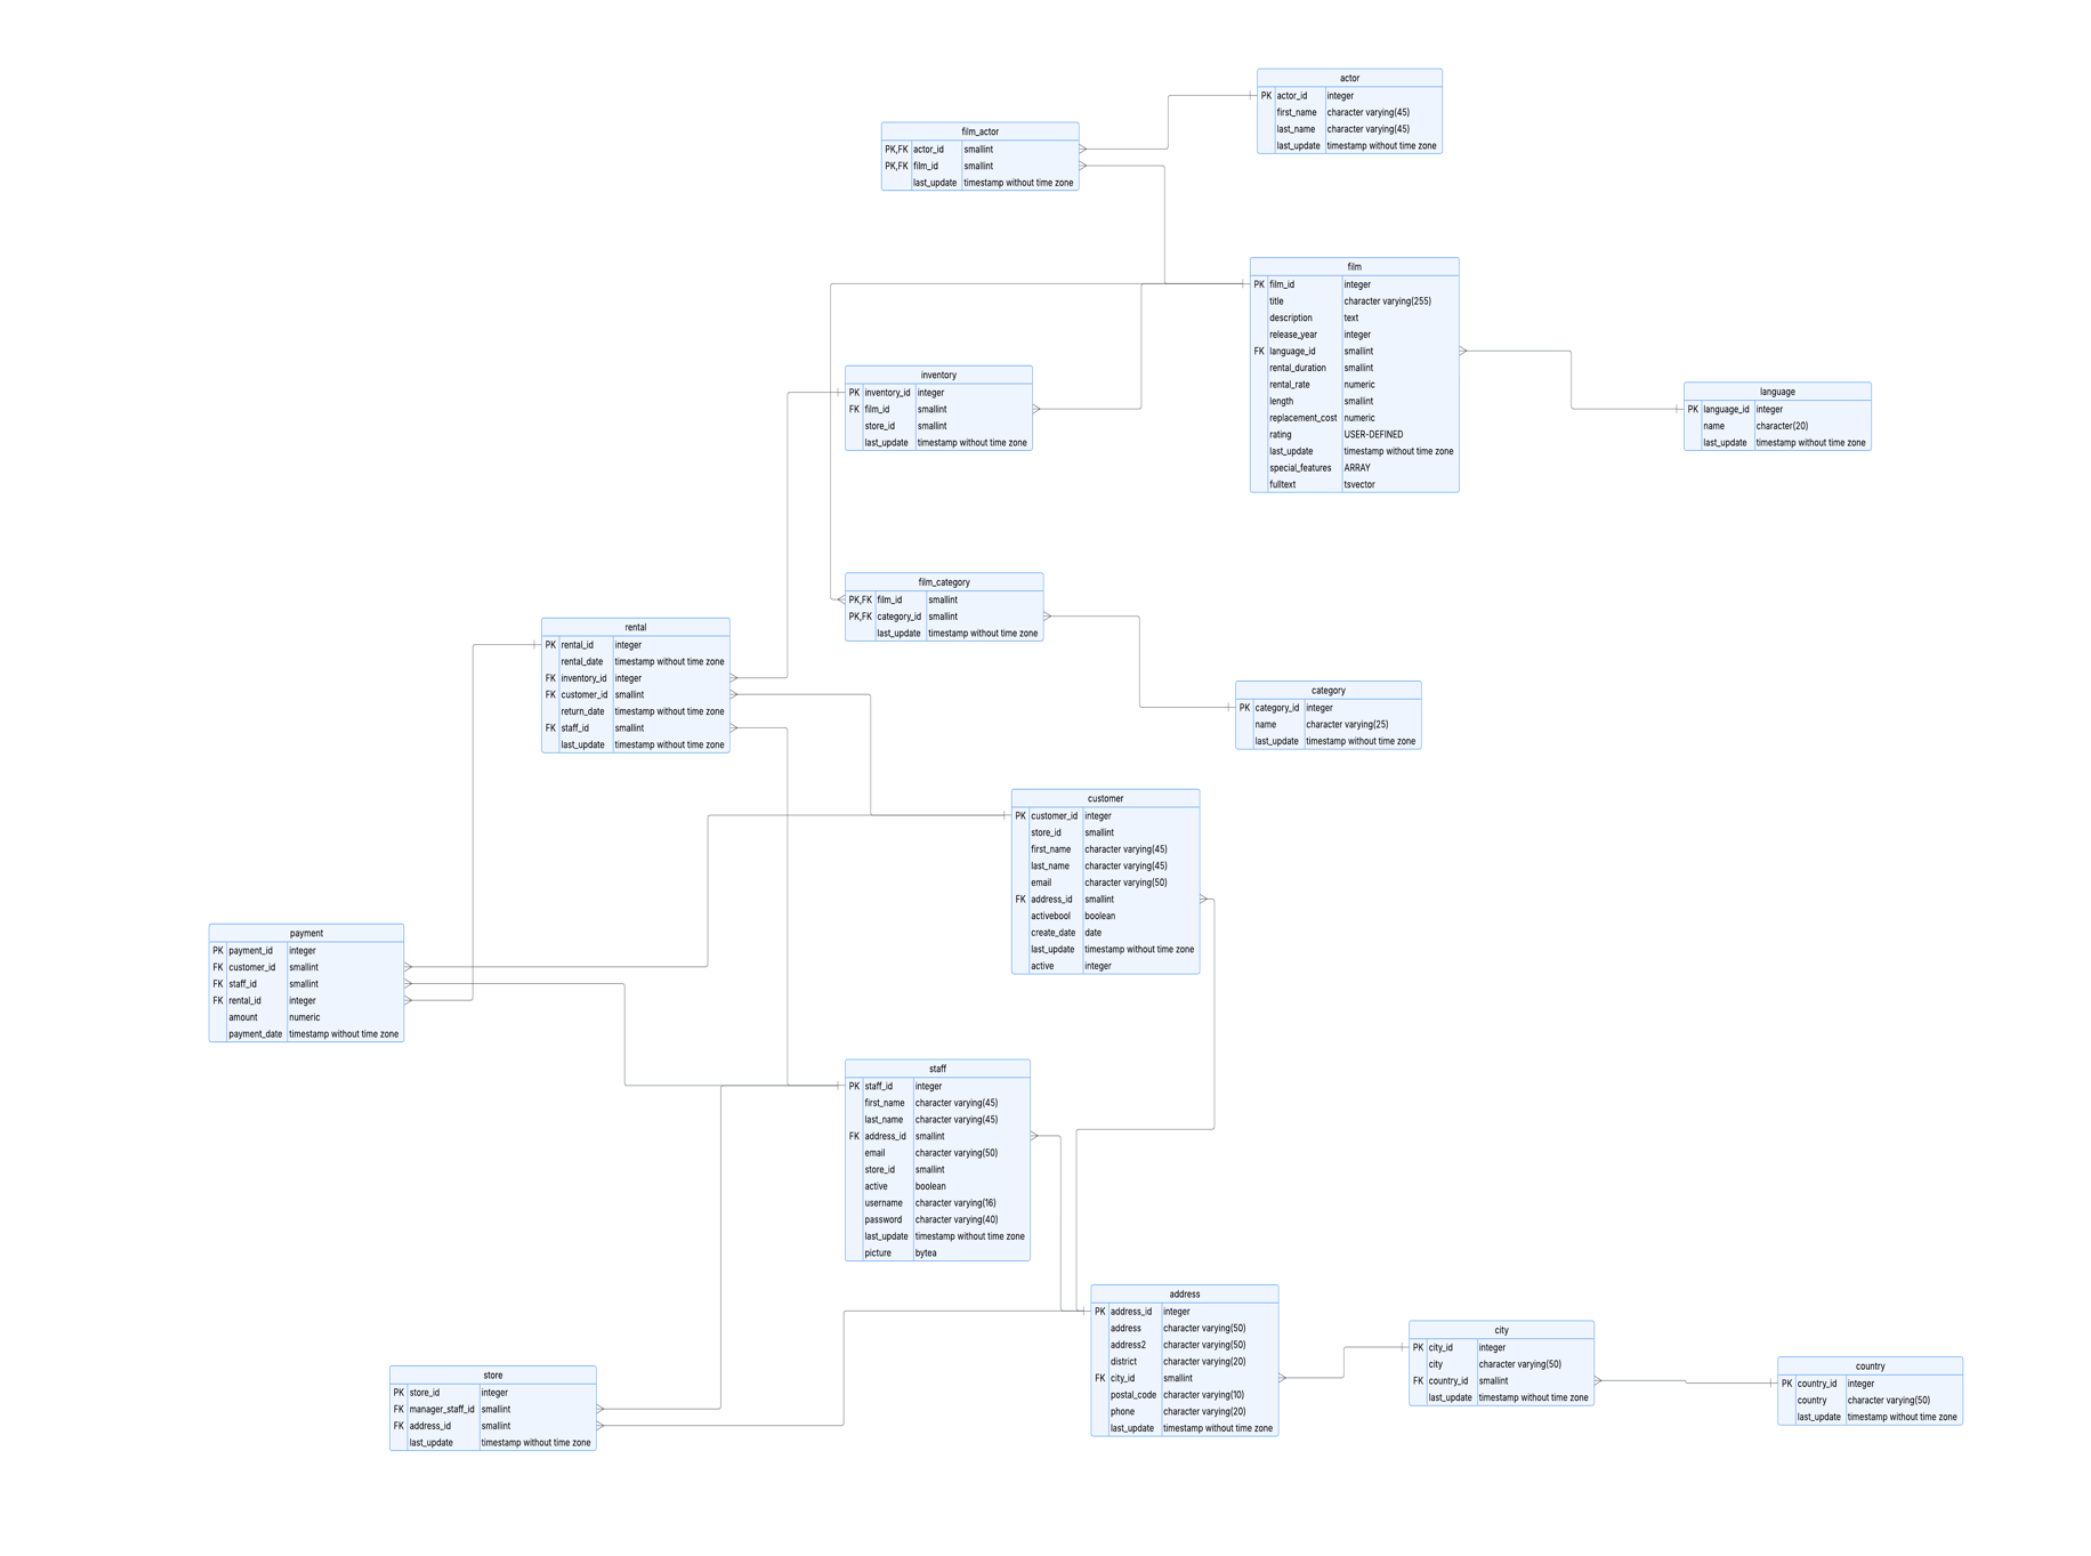 actor
PK actor_id integer
first_name character varying(45)
last_name character varying(45)
last_update timestamp without time zone
film_actor
PK,FK actor_id smallint
PK,FK film_id smallint
last_update timestamp without time zone
film
PK film_id integer
title character varying(255)
description text
release_year integer
FK language_id smallint
rental_duration smallint
rental_rate numeric
length smallint
replacement_cost numeric
rating USER-DEFINED
last_update timestamp without time zone
special_features ARRAY
fulltext tsvector
inventory
PK inventory_id integer
FK film_id smallint
store_id smallint
last_update timestamp without time zone
language
PK language_id integer
name character(20)
last_update timestamp without time zone
film_category
PK,FK film_id smallint
PK,FK category_id smallint
last_update timestamp without time zone
rental
PK rental_id integer
rental_date timestamp without time zone
FK inventory_id integer
FK customer_id smallint
return_date timestamp without time zone
FK staff_id smallint
last_update timestamp without time zone
category
PK category_id integer
name character varying(25)
last_update timestamp without time zone
customer
PK customer_id integer
store_id smallint
first_name character varying(45)
last_name character varying(45)
email character varying(50)
FK address_id smallint
activebool boolean
create_date date
last_update timestamp without time zone
active integer
payment
PK payment_id integer
FK customer_id smallint
FK staff_id smallint
FK rental_id integer
amount numeric
payment_date timestamp without time zone
staff
PK staff_id integer
first_name character varying(45)
last_name character varying(45)
FK address_id smallint
email character varying(50)
store_id smallint
active boolean
username character varying(16)
password character varying(40)
last_update timestamp without time zone
picture bytea
address
PK address_id integer
address character varying(50)
address2 character varying(50)
district character varying(20)
FK city_id smallint
postal_code character varying(10)
phone character varying(20)
last_update timestamp without time zone
city
PK city_id integer
city character varying(50)
FK country_id smallint
last_update timestamp without time zone
country
PK country_id integer
country character varying(50)
last_update timestamp without time zone
store
PK store_id integer
FK manager_staff_id smallint
FK address_id smallint
last_update timestamp without time zone